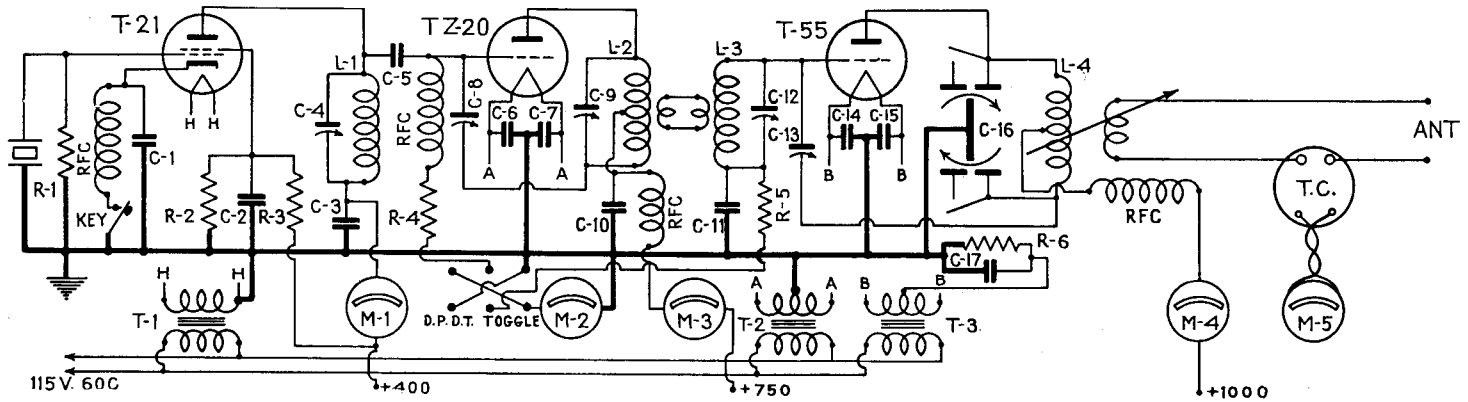 T-21
TZ-20
T-55
L-1
C-5
L-2
L-3
L-4
C-4
RFC
C-8
C-6
C-7
C-9
C-12
C-13
C-14
C-15
C-16
ANT
H H
A A
B B
R-1
RFC
C-1
KEY
R-2
C-2
R-3
C-3
R-4
C-10
RFC
C-11
R-5
RFC
T.C.
R-6
C-17
H H
T-1
M-1
D.P.D.T. TOGGLE
M-2
M-3
A A
T-2
B B
T-3
M-4
M-5
115V. 60C
+400
+750
+1000